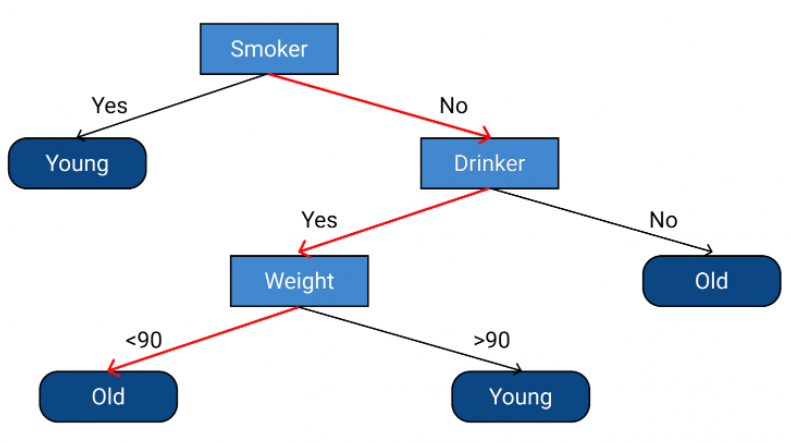 Smoker
Yes
No
Young
Drinker
Yes
No
Weight
Old
<90
>90
Old
Young